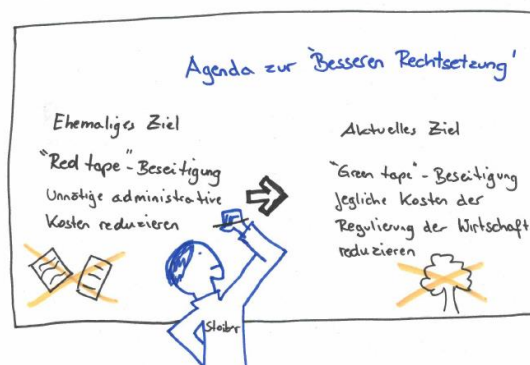 Agenda zur "Besseren Rechtsetzung"
Ehemaliges Ziel
"Red tape"-Beseitigung
Unnötige administrative
Kosten reduzieren
Aktuelles Ziel
"Green tape"-Beseitigung
Jegliche Kosten der
Regulierung der Wirtschaft
reduzieren
Stoiber